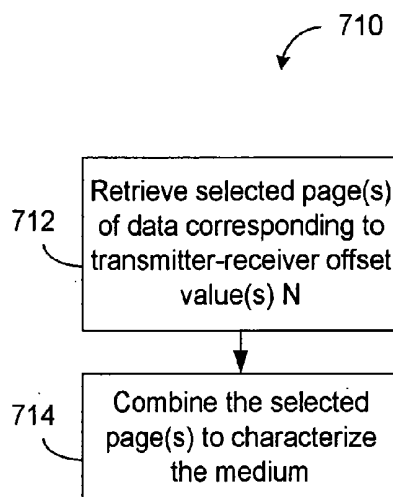 710
Retrieve selected page(s)
of data corresponding to
712
transmitter-receiver offset
value(s) N
714
Combine the selected
page(s) to characterize
the medium